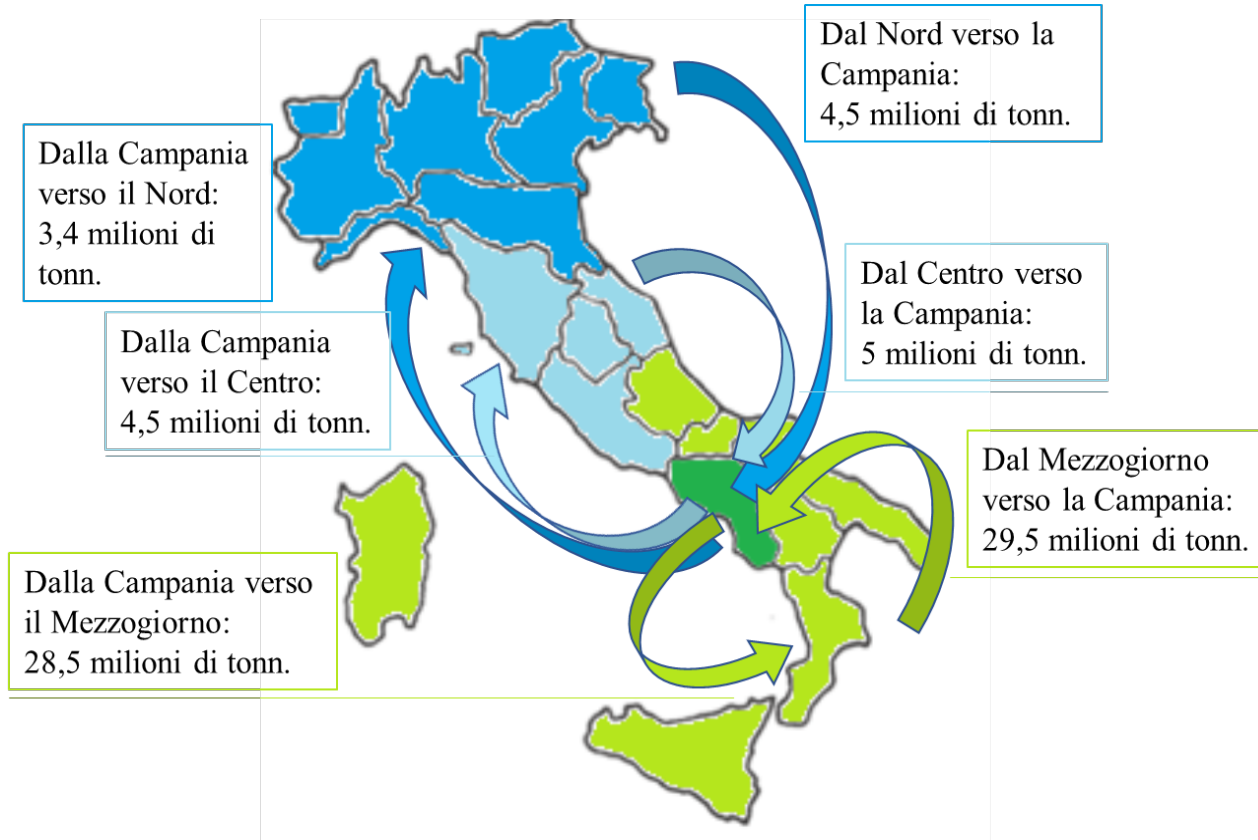 Dal Nord verso la
Campania:
4,5 milioni di tonn.
Dalla Campania
verso il Nord:
3,4 milioni di
tonn.
Dal Centro verso
la Campania:
5 milioni di tonn.
Dalla Campania
verso il Centro:
4,5 milioni di tonn.
Dal Mezzogiorno
verso la Campania:
29,5 milioni di tonn.
Dalla Campania verso
il Mezzogiorno:
28,5 milioni di tonn.